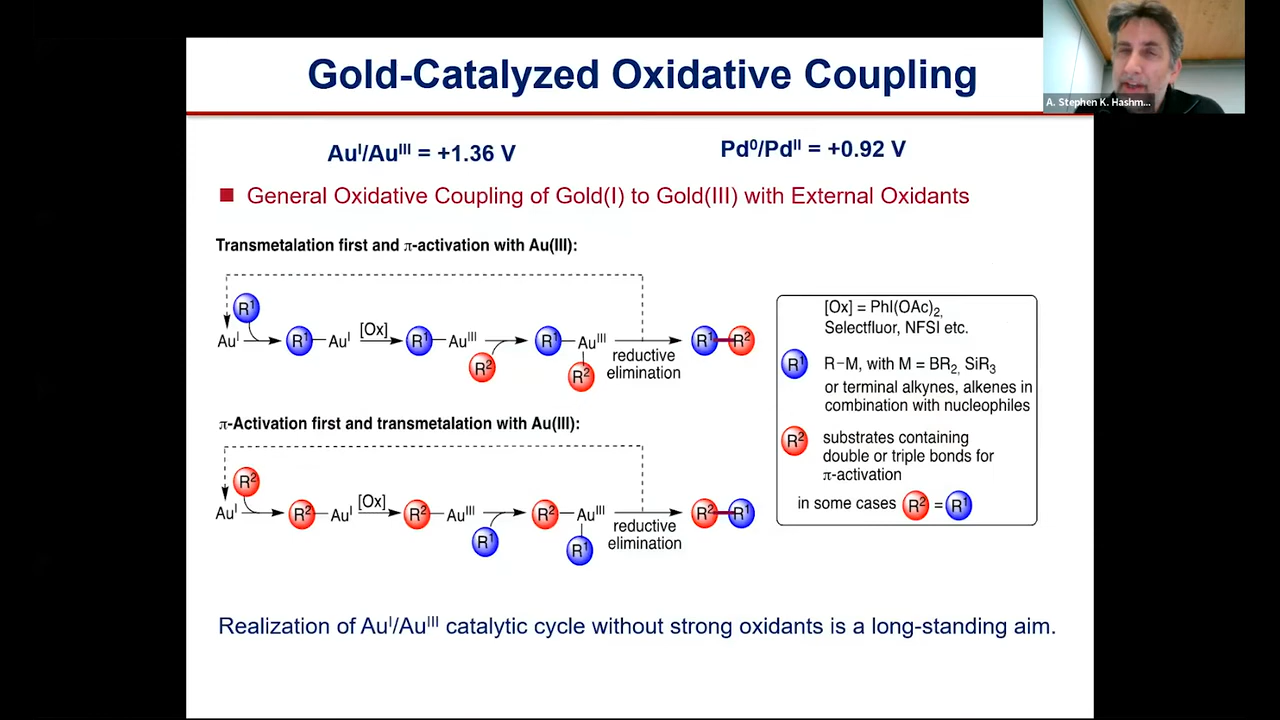 Gold-Catalyzed Oxidative Coupling
A. Stephen K. Hashm...
Auᴵ/Auᴵᴵᴵ = +1.36 V
Pd⁰/Pdᴵᴵ = +0.92 V
General Oxidative Coupling of Gold(I) to Gold(III) with External Oxidants
Transmetalation first and π-activation with Au(III):
R¹
Auᴵ R¹ Auᴵ [Ox] R¹ Auᴵᴵᴵ R² R¹ Auᴵᴵᴵ R¹ R²
R²
reductive
elimination
π-Activation first and transmetalation with Au(III):
R²
Auᴵ R² Auᴵ [Ox] R² Auᴵᴵᴵ R¹ R² Auᴵᴵᴵ R² R¹
R¹
reductive
elimination
[Ox] = PhI(OAc)₂,
Selectfluor, NFSI etc.
R¹ R−M, with M = BR₂, SiR₃
or terminal alkynes, alkenes in
combination with nucleophiles
R² substrates containing
double or triple bonds for
π-activation
in some cases R² = R¹
Realization of Auᴵ/Auᴵᴵᴵ catalytic cycle without strong oxidants is a long-standing aim.